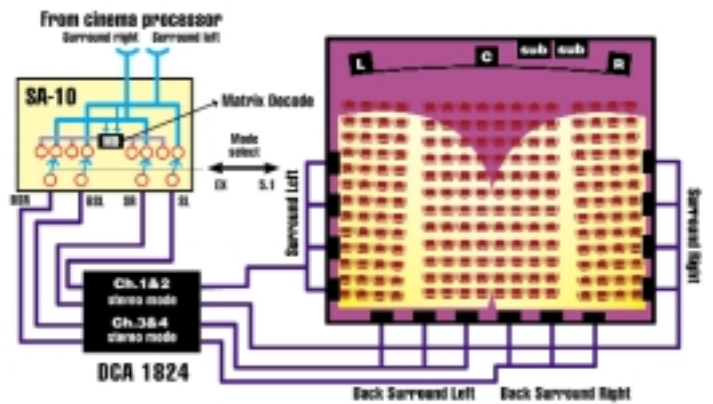 From cinema processor
Surround right Surround left
SA-10
Matrix Decode
Mode
select
EX 5.1
BSR BSL SR SL
L C sub sub R
Surround Left
Surround Right
Ch.1&2
stereo mode
Ch.3&4
stereo mode
DCA 1824
Back Surround Left Back Surround Right